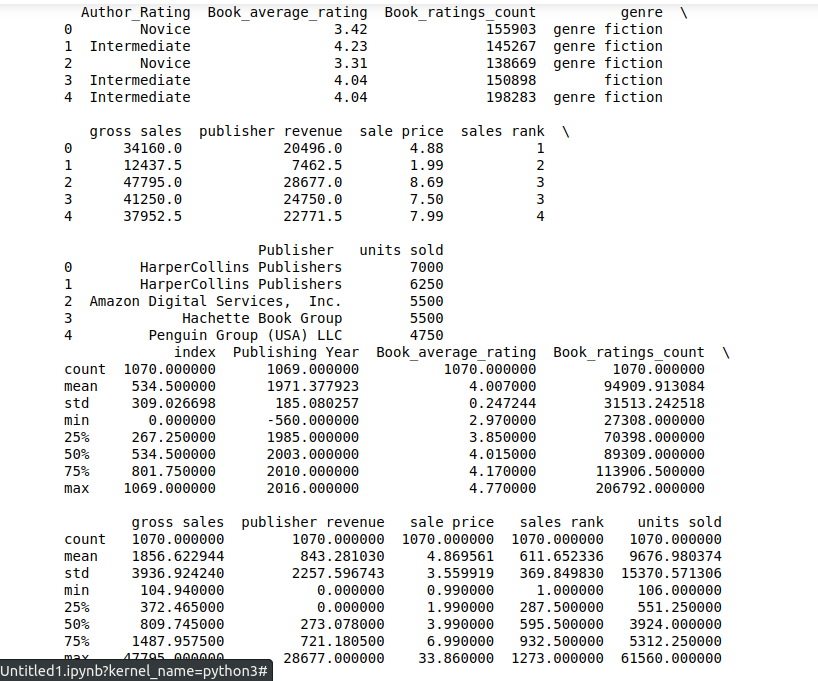 Author_Rating Book_average_rating Book_ratings_count genre \
0 Novice 3.42 155903 genre fiction
1 Intermediate 4.23 145267 genre fiction
2 Novice 3.31 138669 genre fiction
3 Intermediate 4.04 150898 fiction
4 Intermediate 4.04 198283 genre fiction
gross sales publisher revenue sale price sales rank \
0 34160.0 20496.0 4.88 1
1 12437.5 7462.5 1.99 2
2 47795.0 28677.0 8.69 3
3 41250.0 24750.0 7.50 3
4 37952.5 22771.5 7.99 4
Publisher units sold
0 HarperCollins Publishers 7000
1 HarperCollins Publishers 6250
2 Amazon Digital Services, Inc. 5500
3 Hachette Book Group 5500
4 Penguin Group (USA) LLC 4750
index Publishing Year Book_average_rating Book_ratings_count \
count 1070.000000 1069.000000 1070.000000 1070.000000
mean 534.500000 1971.377923 4.007000 94909.913084
std 309.026698 185.080257 0.247244 31513.242518
min 0.000000 -560.000000 2.970000 27308.000000
25% 267.250000 1985.000000 3.850000 70398.000000
50% 534.500000 2003.000000 4.015000 89309.000000
75% 801.750000 2010.000000 4.170000 113906.500000
max 1069.000000 2016.000000 4.770000 206792.000000
gross sales publisher revenue sale price sales rank units sold
count 1070.000000 1070.000000 1070.000000 1070.000000 1070.000000
mean 1856.622944 843.281030 4.869561 611.652336 9676.980374
std 3936.924240 2257.596743 3.559919 369.849830 15370.571306
min 104.940000 0.000000 0.990000 1.000000 106.000000
25% 372.465000 0.000000 1.990000 287.500000 551.250000
50% 809.745000 273.078000 3.990000 595.500000 3924.000000
75% 1487.957500 721.180500 6.990000 932.500000 5312.250000
max 47795.000000 28677.000000 33.860000 1273.000000 61560.000000
Untitled1.ipynb?kernel_name=python3#